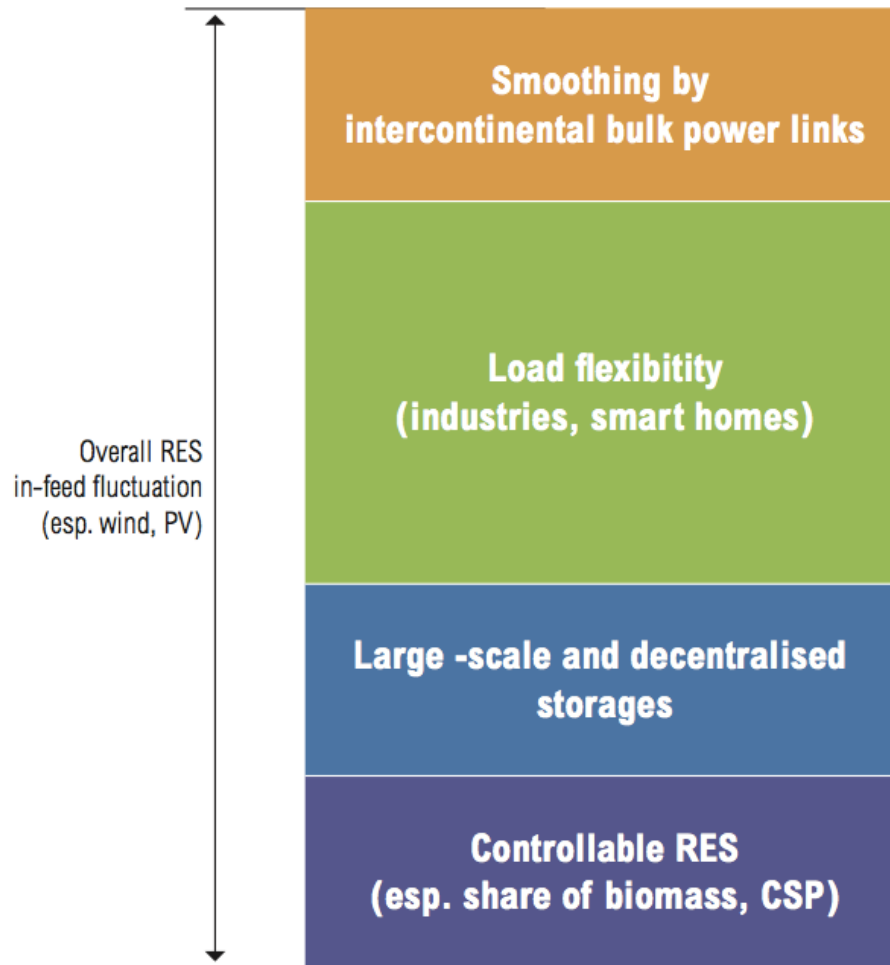 Smoothing by
intercontinental bulk power links
Load flexibitity
(industries, smart homes)
Overall RES
in-feed fluctuation
(esp. wind, PV)
Large -scale and decentralised
storages
Controllable RES
(esp. share of biomass, CSP)